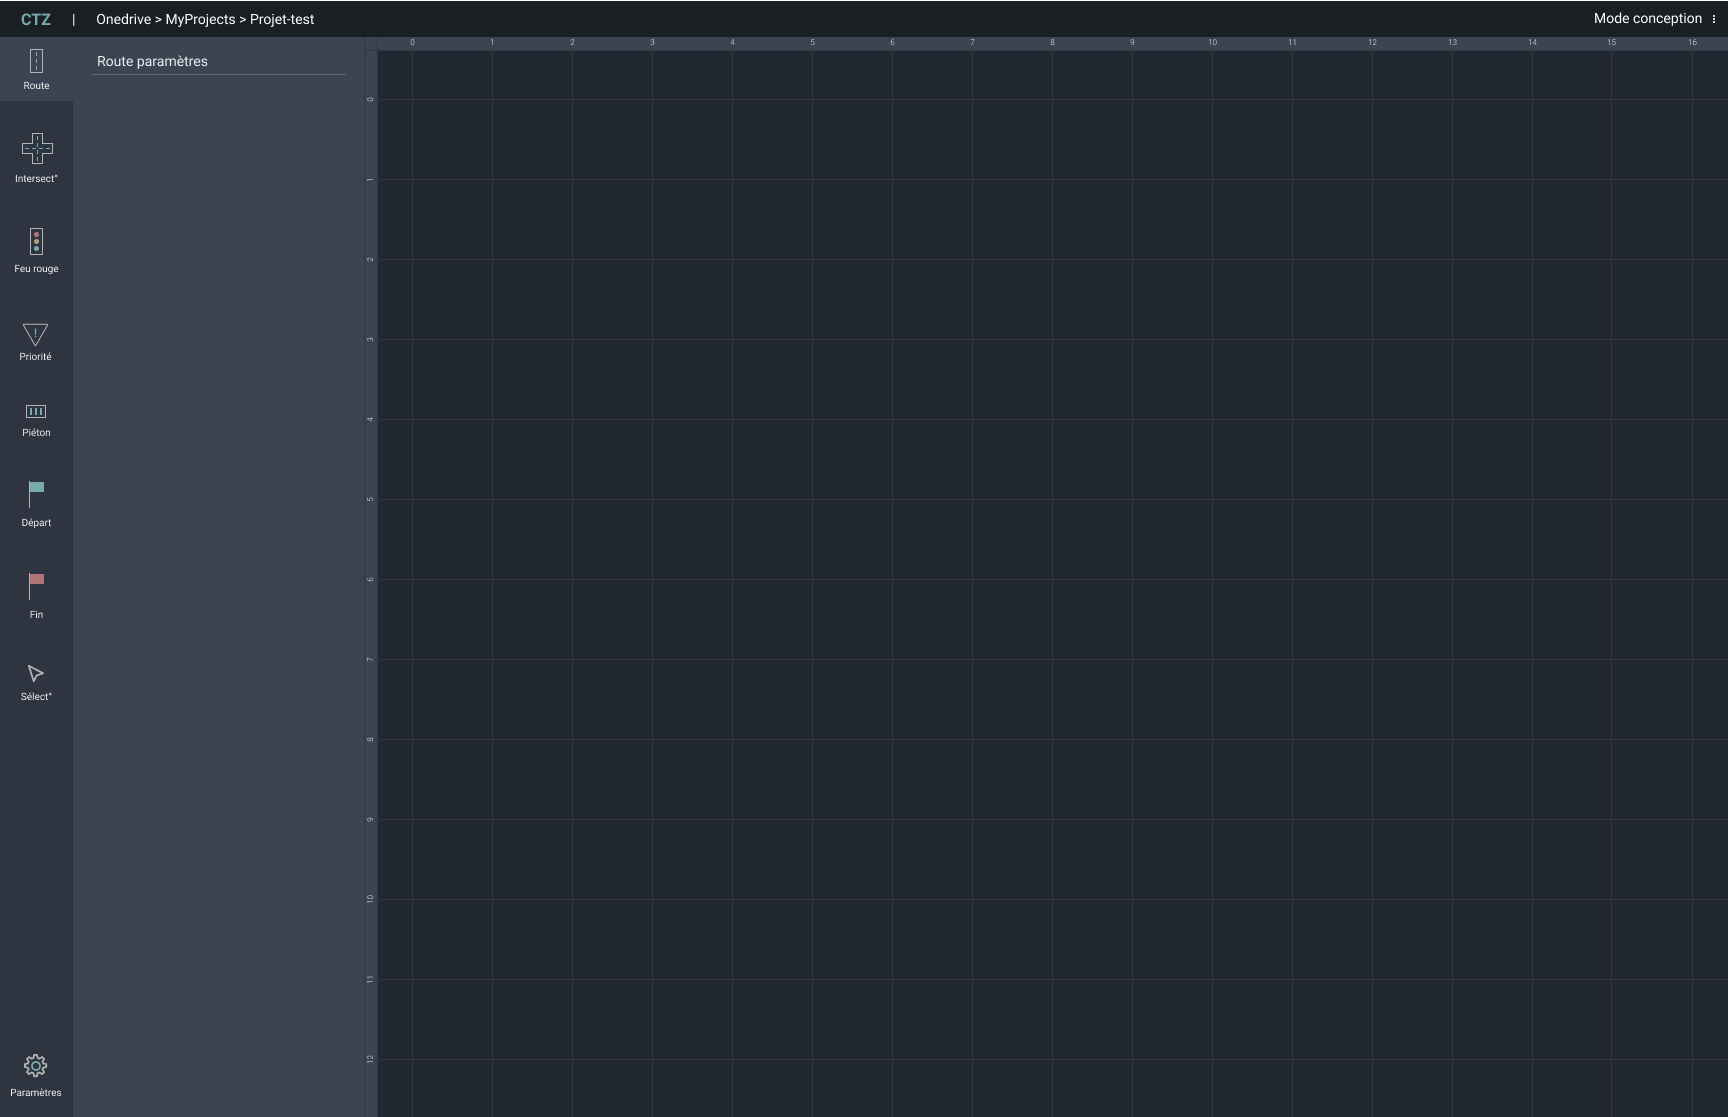 CTZ | Onedrive > MyProjects > Projet-test
Mode conception
Route
Intersect°
Feu rouge
Priorité
Piéton
Départ
Fin
Sélect°
Paramètres
Route paramètres
0 1 2 3 4 5 6 7 8 9 10 11 12 13 14 15 16
0
1
2
3
4
5
6
7
8
9
10
11
12